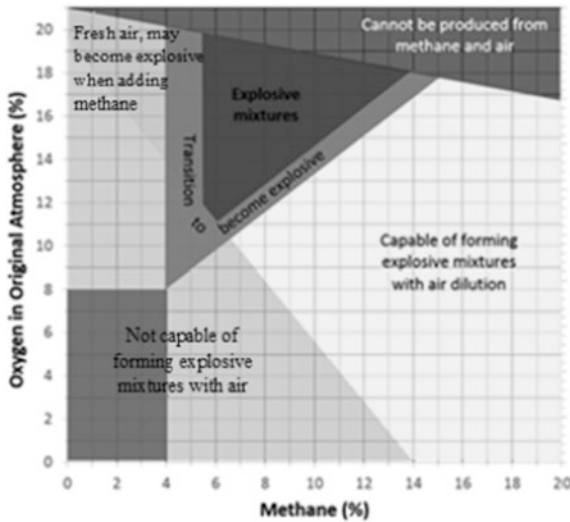 Oxygen in Original Atmosphere (%)
20
18
16
14
12
10
8
6
4
2
0
Fresh air, may
become explosive
when adding
methane
Cannot be produced from
methane and air
Explosive
mixtures
Transition
to
become explosive
Capable of forming
explosive mixtures
with air dilution
Not capable of
forming explosive
mixtures with air
0 2 4 6 8 10 12 14 16 18 20
Methane (%)